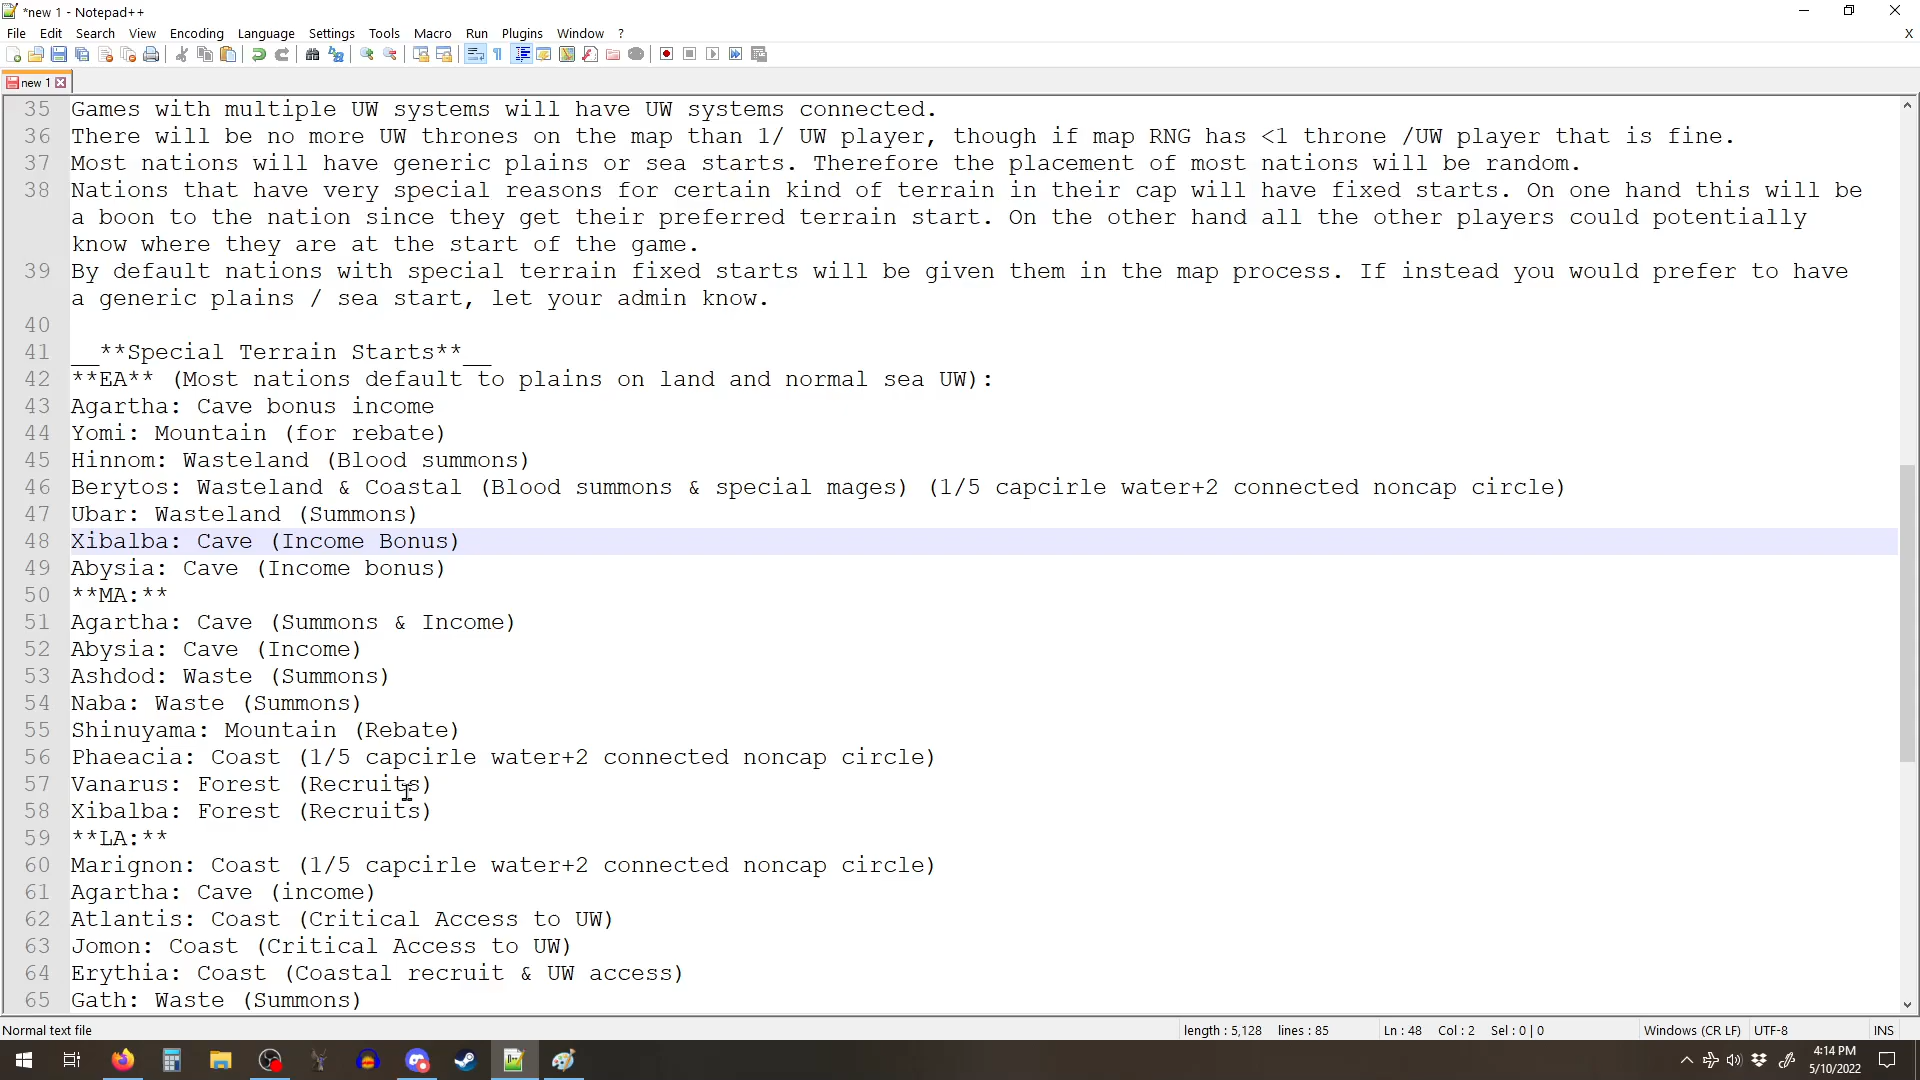 *new 1 - Notepad++
File Edit Search View Encoding Language Settings Tools Macro Run Plugins Window ? X
new 1
35 Games with multiple UW systems will have UW systems connected.
36 There will be no more UW thrones on the map than 1/ UW player, though if map RNG has <1 throne /UW player that is fine.
37 Most nations will have generic plains or sea starts. Therefore the placement of most nations will be random.
38 Nations that have very special reasons for certain kind of terrain in their cap will have fixed starts. On one hand this will be
a boon to the nation since they get their preferred terrain start. On the other hand all the other players could potentially
know where they are at the start of the game.
39 By default nations with special terrain fixed starts will be given them in the map process. If instead you would prefer to have
a generic plains / sea start, let your admin know.
40
41 __**Special Terrain Starts**__
42 **EA** (Most nations default to plains on land and normal sea UW):
43 Agartha: Cave bonus income
44 Yomi: Mountain (for rebate)
45 Hinnom: Wasteland (Blood summons)
46 Berytos: Wasteland & Coastal (Blood summons & special mages) (1/5 capcirle water+2 connected noncap circle)
47 Ubar: Wasteland (Summons)
48 Xibalba: Cave (Income Bonus)
49 Abysia: Cave (Income bonus)
50 **MA:**
51 Agartha: Cave (Summons & Income)
52 Abysia: Cave (Income)
53 Ashdod: Waste (Summons)
54 Naba: Waste (Summons)
55 Shinuyama: Mountain (Rebate)
56 Phaeacia: Coast (1/5 capcirle water+2 connected noncap circle)
57 Vanarus: Forest (Recruits)
58 Xibalba: Forest (Recruits)
59 **LA:**
60 Marignon: Coast (1/5 capcirle water+2 connected noncap circle)
61 Agartha: Cave (income)
62 Atlantis: Coast (Critical Access to UW)
63 Jomon: Coast (Critical Access to UW)
64 Erythia: Coast (Coastal recruit & UW access)
65 Gath: Waste (Summons)
Normal text file length : 5,128 lines : 85 Ln : 48 Col : 2 Sel : 0 | 0 Windows (CR LF) UTF-8 INS
4:14 PM
5/10/2022